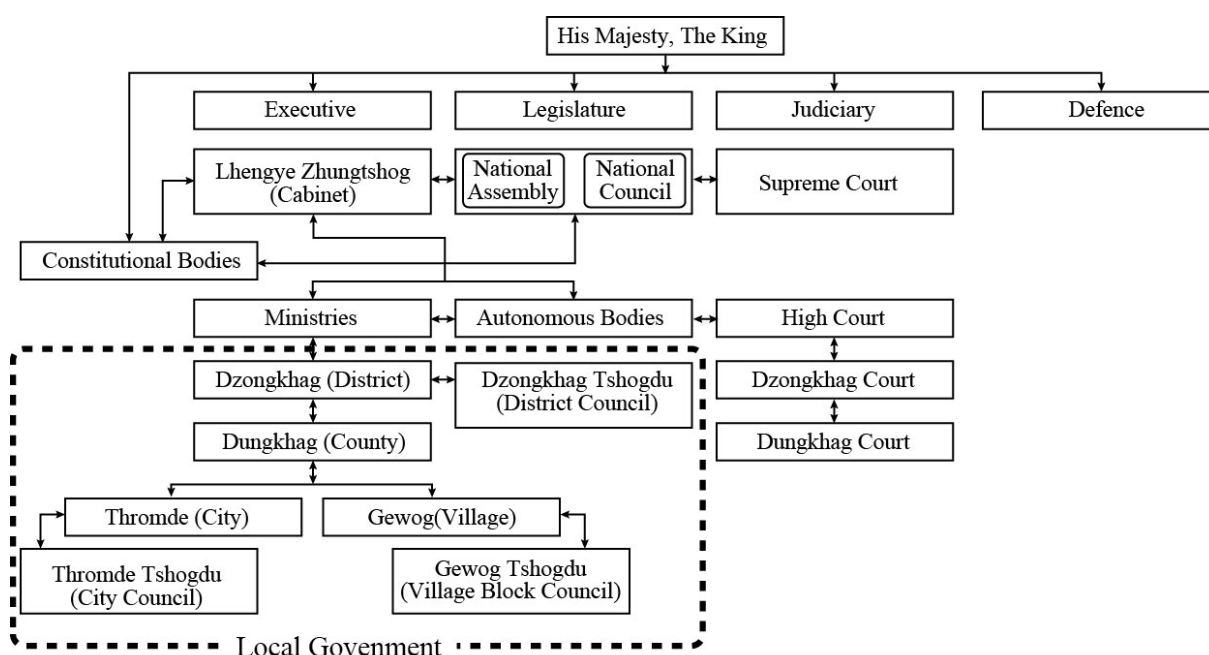 His Majesty, The King
Executive
Legislature
Judiciary
Defence
Lhengye Zhungtshog
(Cabinet)
National
Assembly
National
Council
Supreme Court
Constitutional Bodies
Ministries
Autonomous Bodies
High Court
Dzongkhag (District)
Dzongkhag Tshogdu
(District Council)
Dzongkhag Court
Dungkhag (County)
Dungkhag Court
Thromde (City)
Gewog(Village)
Thromde Tshogdu
(City Council)
Gewog Tshogdu
(Village Block Council)
Local Govenment